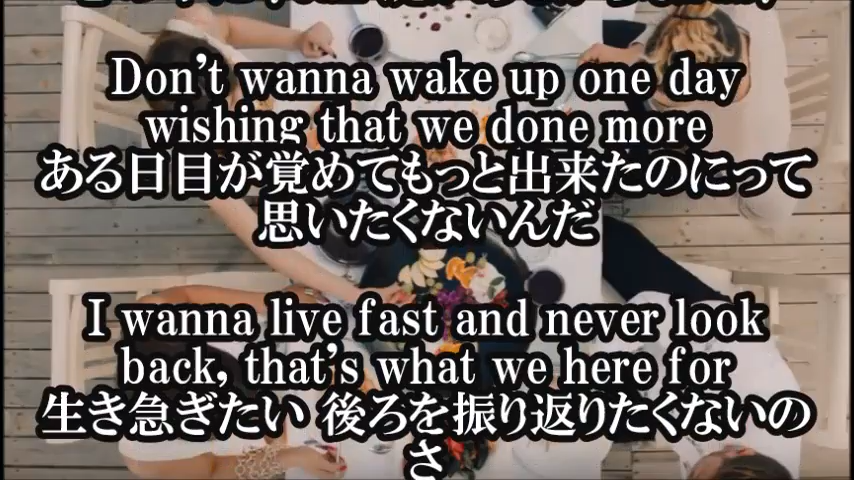 Don't wanna wake up one day
wishing that we done more
ある日目が覚めてもっと出来たのにって
思いたくないんだ
I wanna live fast and never look
back, that's what we here for
生き急ぎたい 後ろを振り返りたくないの
さ